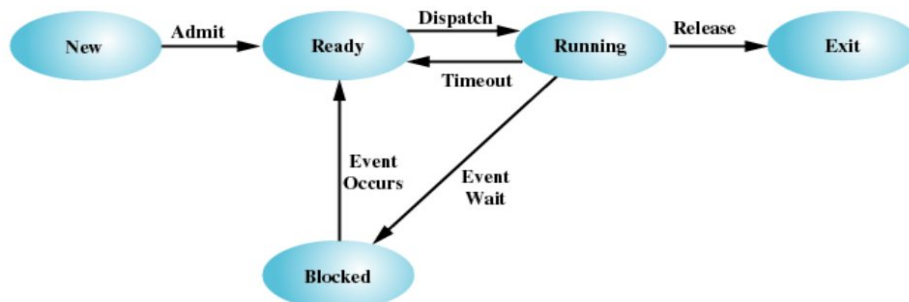 Dispatch
New
Admit
Ready
Running
Release
Exit
Timeout
Event
Occurs
Event
Wait
Blocked